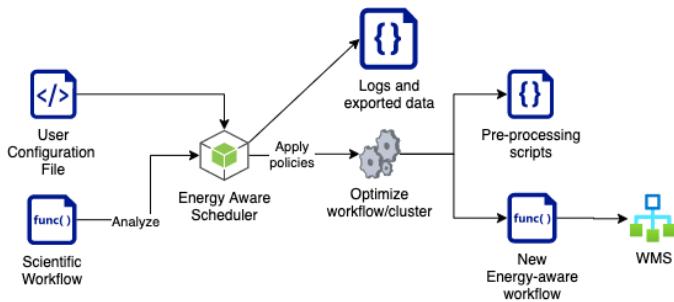 </>
User
Configuration
File
func( )
Scientific
Workflow
Analyze
Energy Aware
Scheduler
{}
Logs and
exported data
Apply
policies
Optimize
workflow/cluster
{}
Pre-processing
scripts
func( )
New
Energy-aware
workflow
WMS